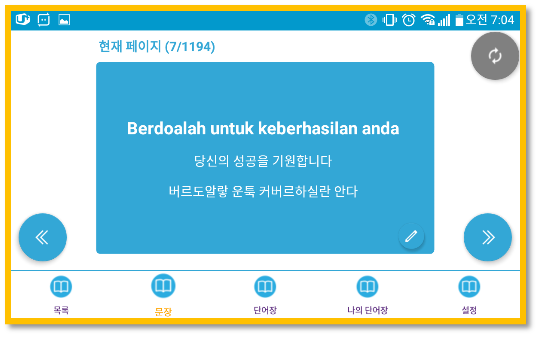 오전 7:04
현재 페이지 (7/1194)
Berdoalah untuk keberhasilan anda
당신의 성공을 기원합니다
버르도알랗 운툭 커버르하실란 안다
목록
문장
단어장
나의 단어장
설정